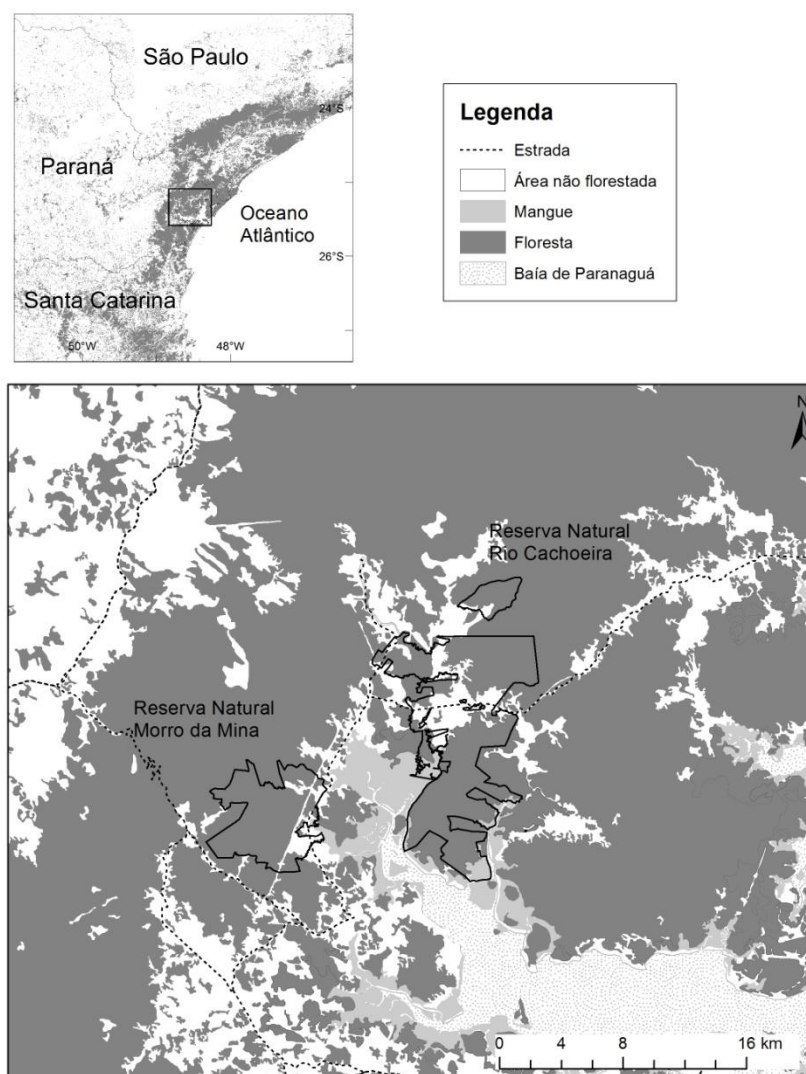 São Paulo
24°S
Paraná
Oceano
Atlântico
26°S
Santa Catarina
50°W
48°W
Legenda
Estrada
Área não florestada
Mangue
Floresta
Baía de Paranaguá
N
Reserva Natural
Rio Cachoeira
Reserva Natural
Morro da Mina
0 4 8 16 km